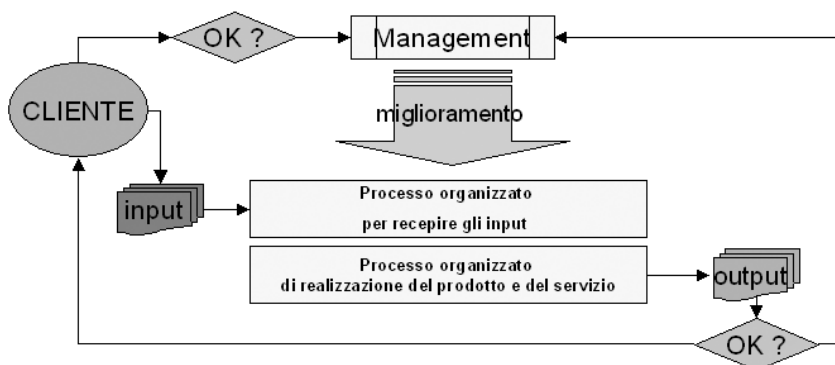 OK ?
Management
CLIENTE
miglioramento
input
Processo organizzato
per recepire gli input
Processo organizzato
di realizzazione del prodotto e del servizio
output
OK ?